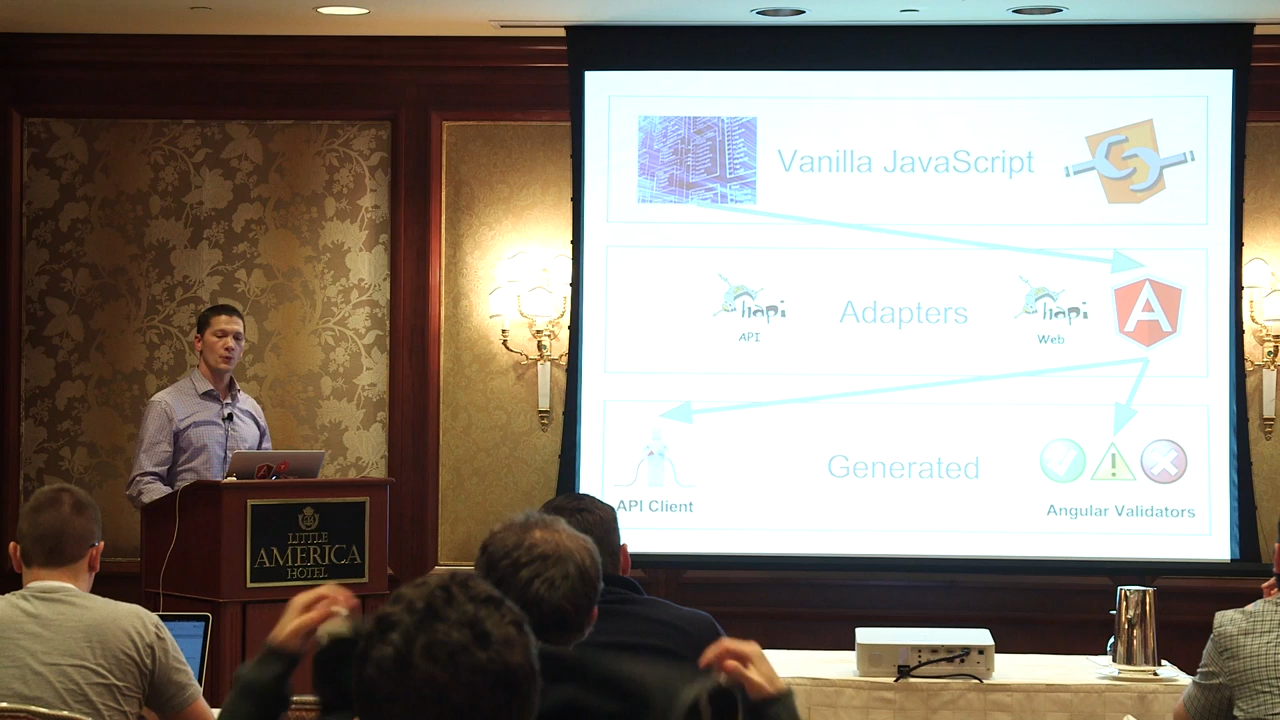 Vanilla JavaScript
hapi
API
Adapters
hapi
Web
A
Generated
API Client
Angular Validators
LITTLE
AMERICA
HOTEL